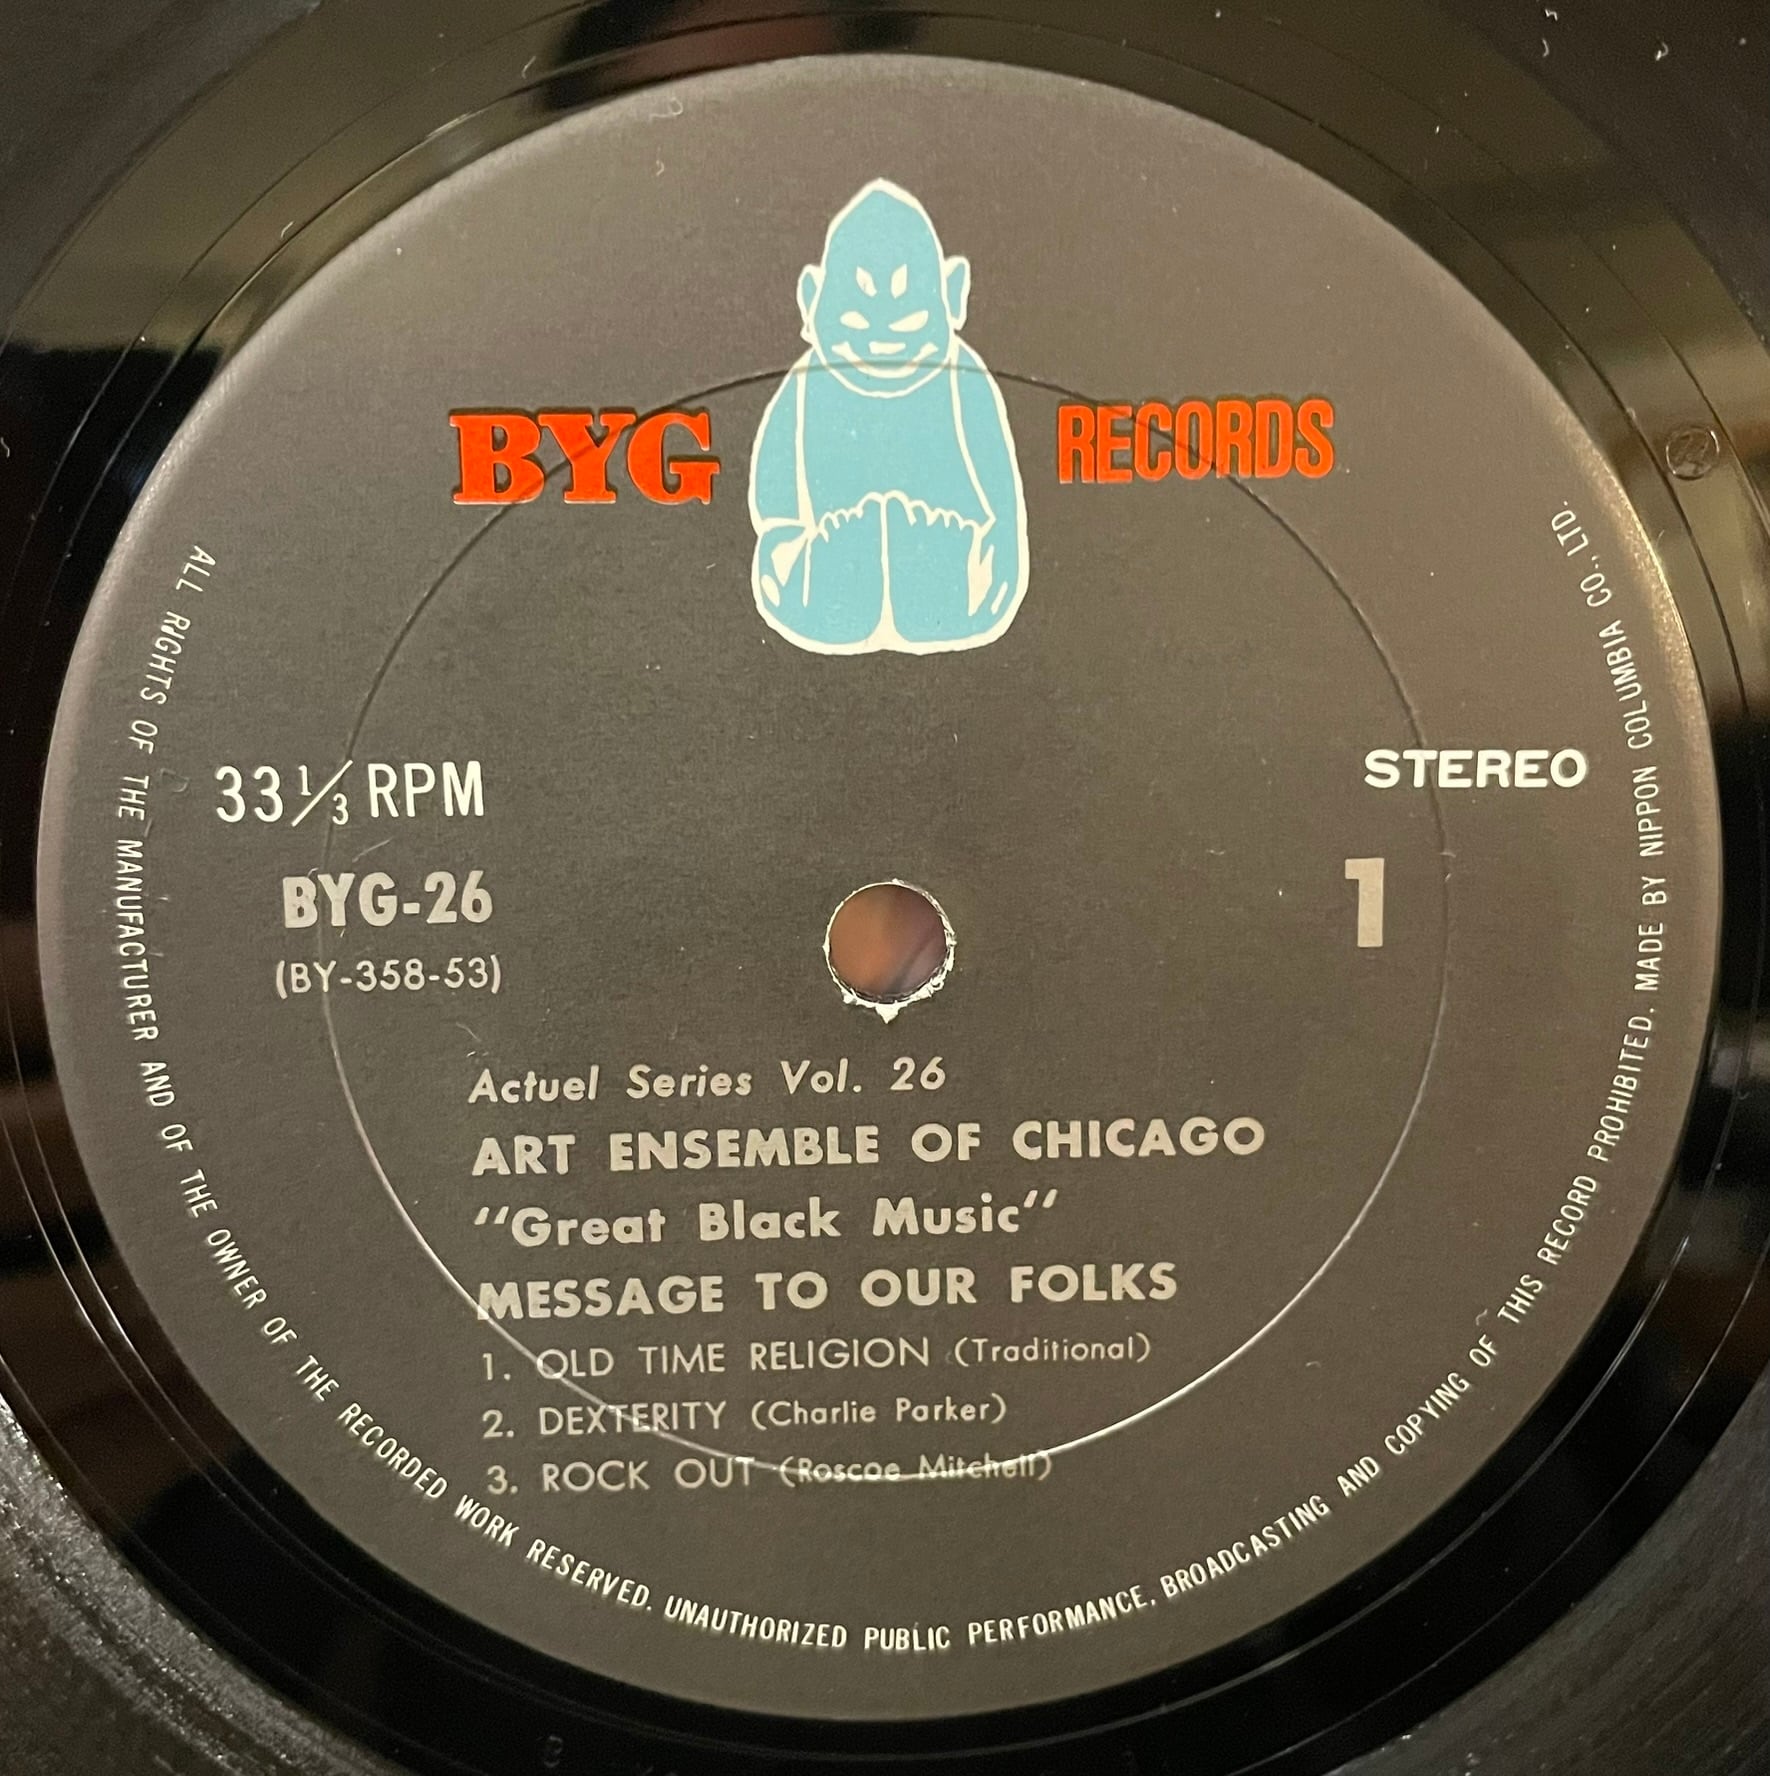 BYG RECORDS
33 1/3 RPM
STEREO
BYG-26
1
(BY-358-53)
Actuel Series Vol. 26
ART ENSEMBLE OF CHICAGO
"Great Black Music"
MESSAGE TO OUR FOLKS
1. OLD TIME RELIGION (Traditional)
2. DEXTERITY (Charlie Parker)
3. ROCK OUT (Roscoe Mitchell)
ALL RIGHTS OF THE MANUFACTURER AND OF THE OWNER OF THE RECORDED WORK RESERVED. UNAUTHORIZED PUBLIC PERFORMANCE, BROADCASTING AND COPYING OF THIS RECORD PROHIBITED. MADE BY NIPPON COLUMBIA CO., LTD.